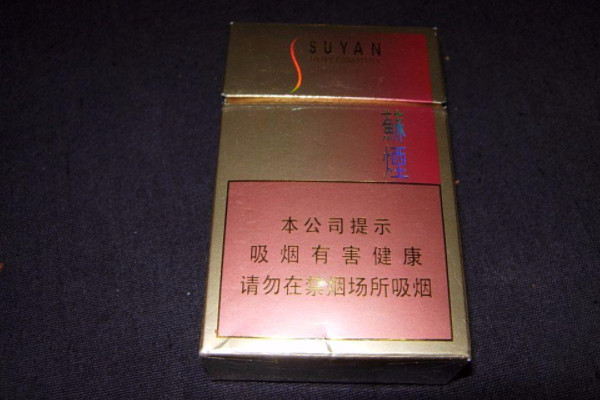 SUYAN
蘇
煙
本公司提示
吸烟有害健康
请勿在禁烟场所吸烟